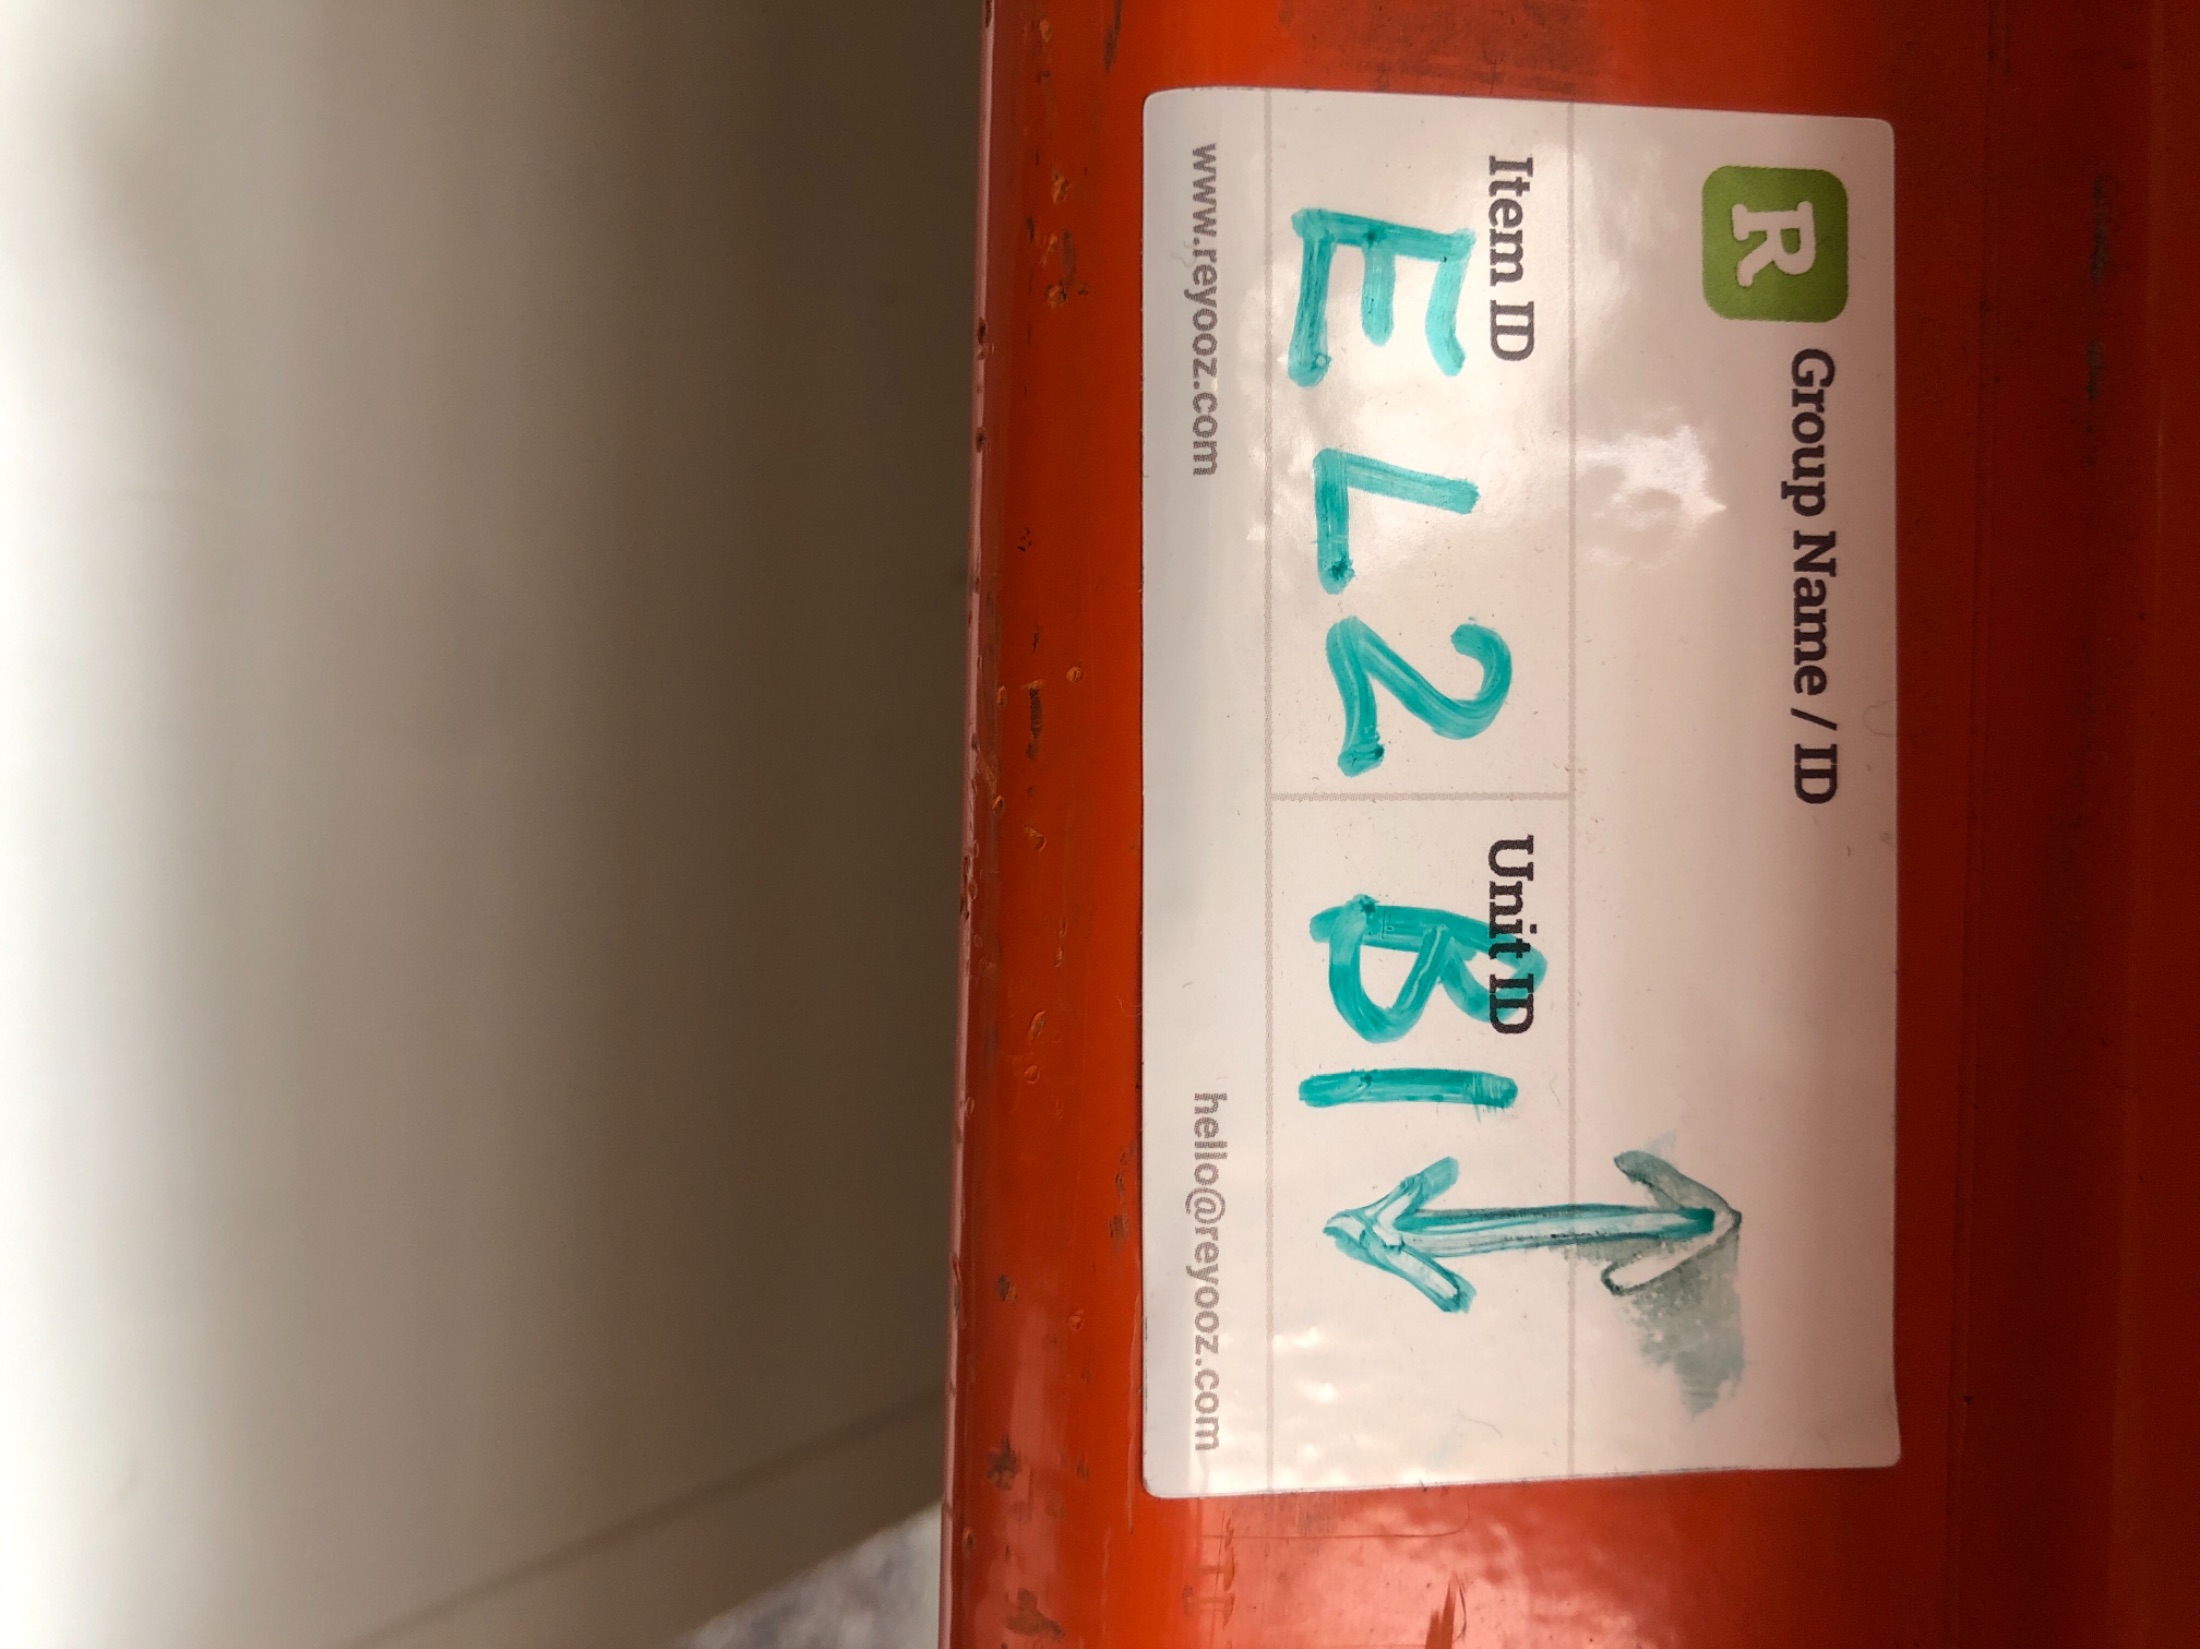 R Group Name / ID
Item ID Unit ID
EL2 B1 ↕
www.reyooz.com hello@reyooz.com